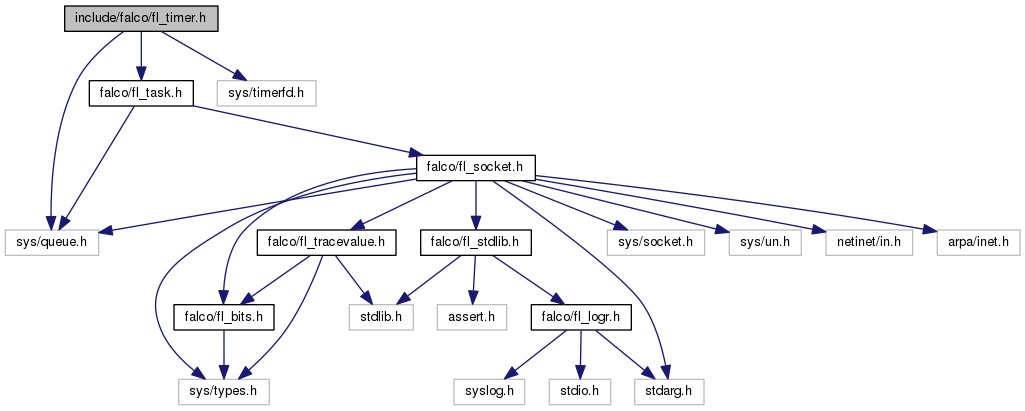 include/falco/fl_timer.h
falco/fl_task.h
sys/timerfd.h
falco/fl_socket.h
sys/queue.h
falco/fl_tracevalue.h
falco/fl_stdlib.h
sys/socket.h
sys/un.h
netinet/in.h
arpa/inet.h
falco/fl_bits.h
stdlib.h
assert.h
falco/fl_logr.h
sys/types.h
syslog.h
stdio.h
stdarg.h